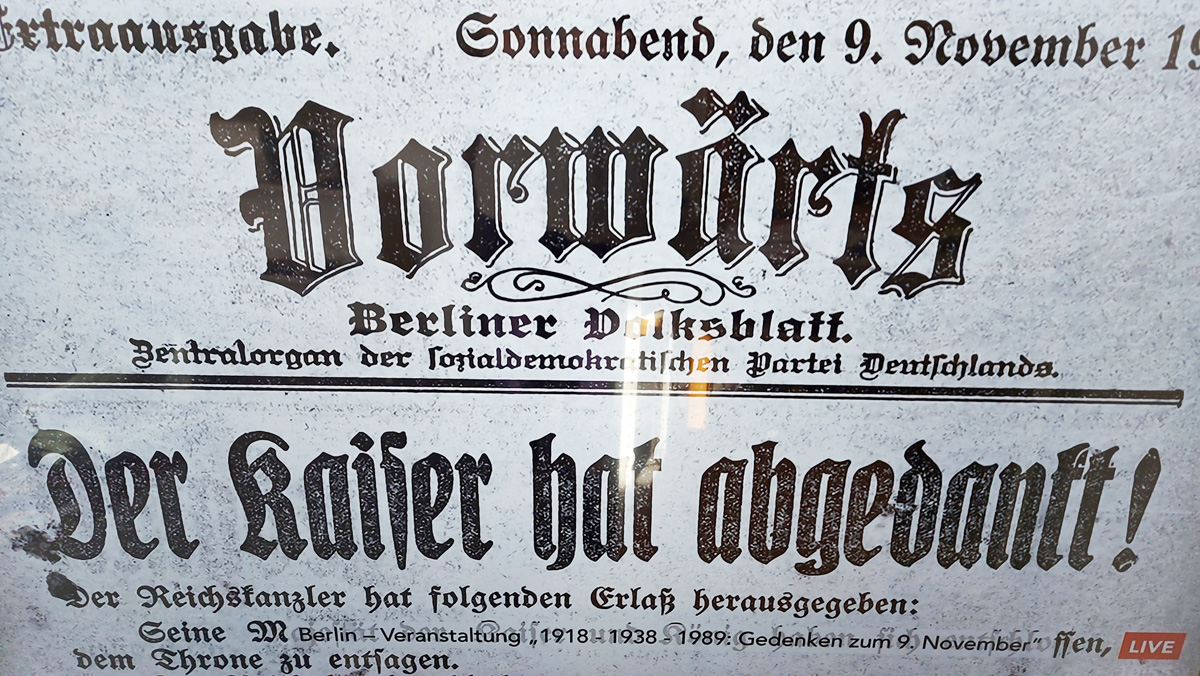 Extraausgabe. Sonnabend, den 9. November 19
Vorwärts
Berliner Volksblatt.
Zentralorgan der sozialdemokratischen Partei Deutschlands.
Der Kaiser hat abgedankt!
Der Reichskanzler hat folgenden Erlaß herausgegeben:
Seine
Berlin – Veranstaltung „1918 - 1938 - 1989: Gedenken zum 9. November“
LIVE
dem Throne zu entsagen.